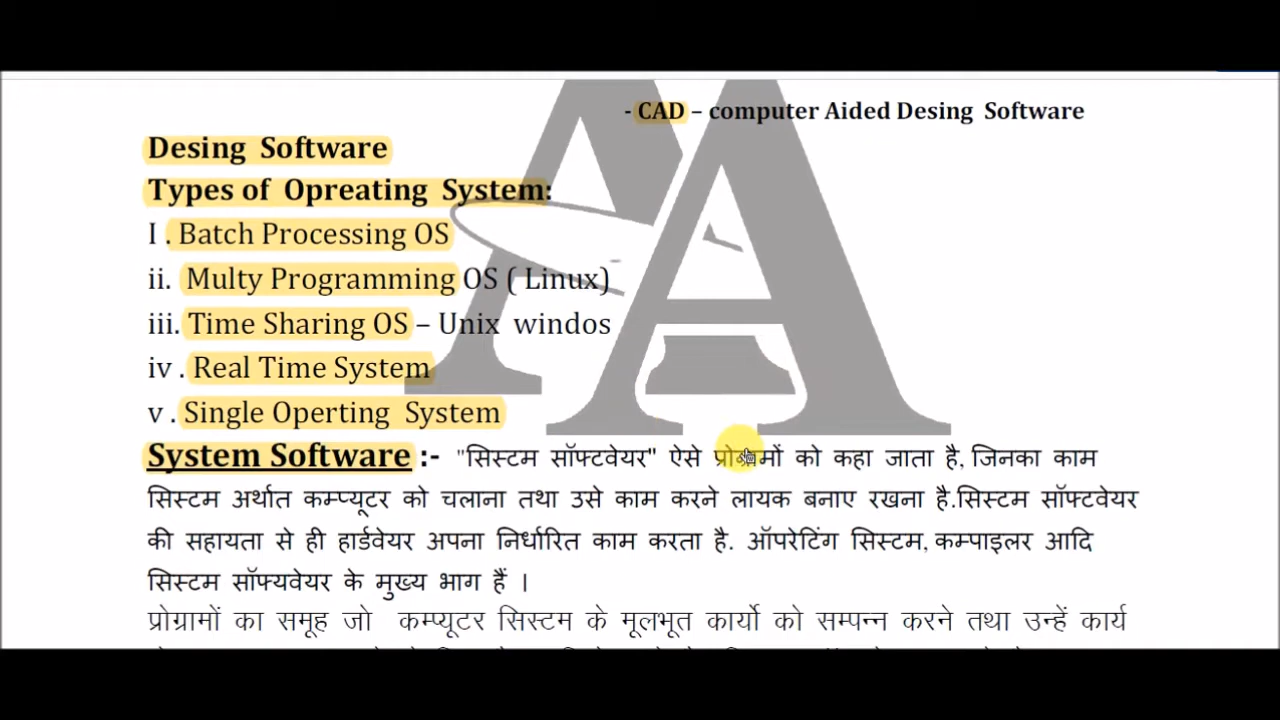 - CAD – computer Aided Desing Software
Desing Software
Types of Opreating System:
I . Batch Processing OS
ii. Multy Programming OS ( Linux)
iii. Time Sharing OS – Unix windos
iv . Real Time System
v . Single Operting System
System Software :- "सिस्टम सॉफ्टवेयर" ऐसे प्रोग्रामों को कहा जाता है, जिनका काम
सिस्टम अर्थात कम्प्यूटर को चलाना तथा उसे काम करने लायक बनाए रखना है.सिस्टम सॉफ्टवेयर
की सहायता से ही हार्डवेयर अपना निर्धारित काम करता है. ऑपरेटिंग सिस्टम, कम्पाइलर आदि
सिस्टम सॉफ्यवेयर के मुख्य भाग हैं ।
प्रोग्रामों का समूह जो कम्प्यूटर सिस्टम के मूलभूत कार्यो को सम्पन्न करने तथा उन्हें कार्य